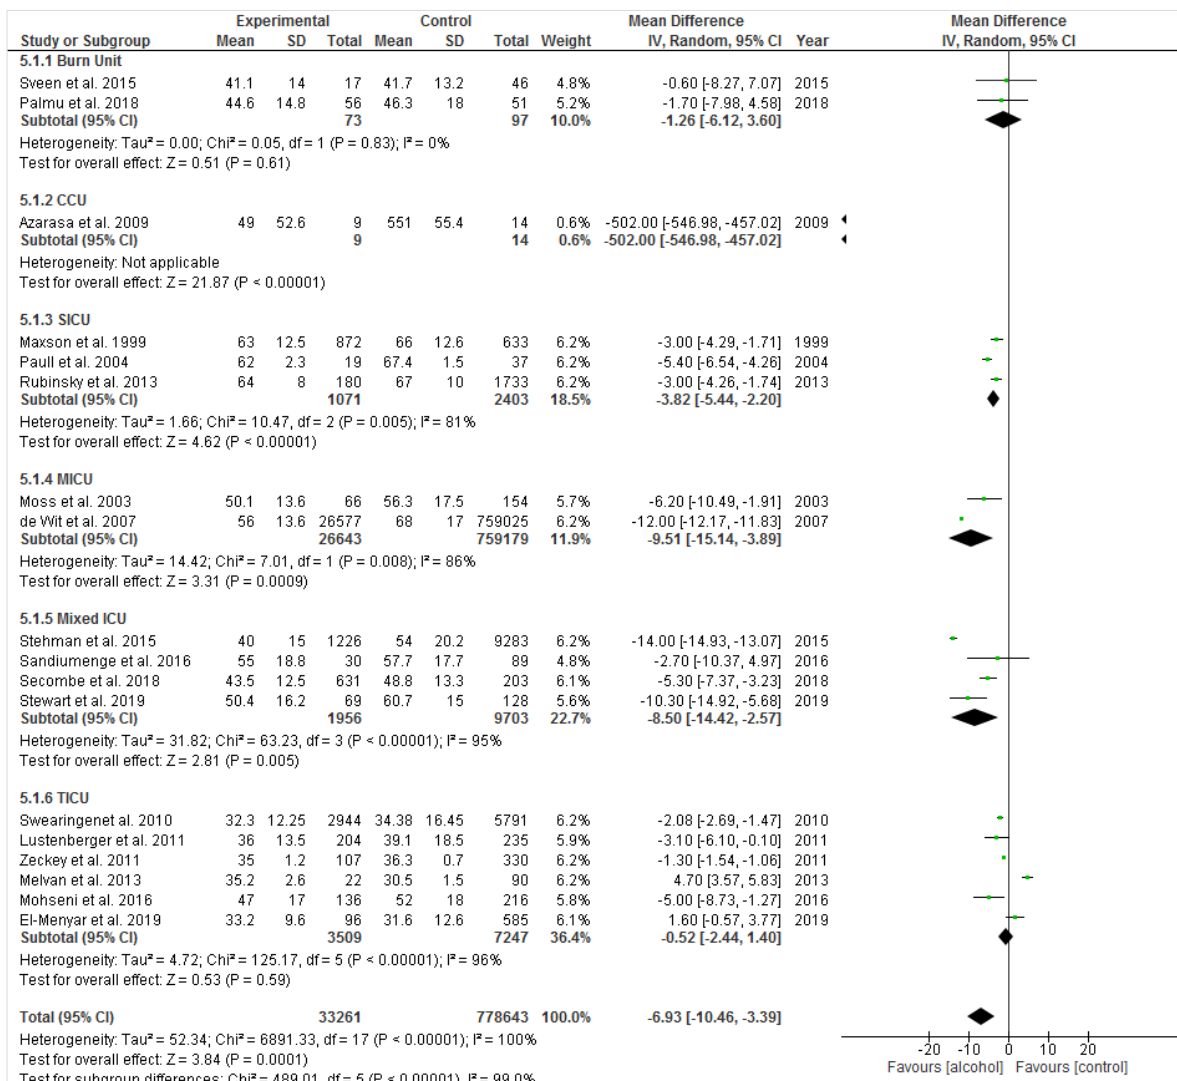 Experimental Control Mean Difference Mean Difference
Study or Subgroup Mean SD Total Mean SD Total Weight IV, Random, 95% CI Year IV, Random, 95% CI
5.1.1 Burn Unit
Sveen et al. 2015 41.1 14 17 41.7 13.2 46 4.8% -0.60 [-8.27, 7.07] 2015
Palmu et al. 2018 44.6 14.8 56 46.3 18 51 5.2% -1.70 [-7.98, 4.58] 2018
Subtotal (95% CI) 73 97 10.0% -1.26 [-6.12, 3.60]
Heterogeneity: Tau² = 0.00; Chi² = 0.05, df = 1 (P = 0.83); I² = 0%
Test for overall effect: Z = 0.51 (P = 0.61)
5.1.2 CCU
Azarasa et al. 2009 49 52.6 9 551 55.4 14 0.6% -502.00 [-546.98, -457.02] 2009
Subtotal (95% CI) 9 14 0.6% -502.00 [-546.98, -457.02]
Heterogeneity: Not applicable
Test for overall effect: Z = 21.87 (P < 0.00001)
5.1.3 SICU
Maxson et al. 1999 63 12.5 872 66 12.6 633 6.2% -3.00 [-4.29, -1.71] 1999
Paull et al. 2004 62 2.3 19 67.4 1.5 37 6.2% -5.40 [-6.54, -4.26] 2004
Rubinsky et al. 2013 64 8 180 67 10 1733 6.2% -3.00 [-4.26, -1.74] 2013
Subtotal (95% CI) 1071 2403 18.5% -3.82 [-5.44, -2.20]
Heterogeneity: Tau² = 1.66; Chi² = 10.47, df = 2 (P = 0.005); I² = 81%
Test for overall effect: Z = 4.62 (P < 0.00001)
5.1.4 MICU
Moss et al. 2003 50.1 13.6 66 56.3 17.5 154 5.7% -6.20 [-10.49, -1.91] 2003
de Wit et al. 2007 56 13.6 26577 68 17 759025 6.2% -12.00 [-12.17, -11.83] 2007
Subtotal (95% CI) 26643 759179 11.9% -9.51 [-15.14, -3.89]
Heterogeneity: Tau² = 14.42; Chi² = 7.01, df = 1 (P = 0.008); I² = 86%
Test for overall effect: Z = 3.31 (P = 0.0009)
5.1.5 Mixed ICU
Stehman et al. 2015 40 15 1226 54 20.2 9283 6.2% -14.00 [-14.93, -13.07] 2015
Sandiumenge et al. 2016 55 18.8 30 57.7 17.7 89 4.8% -2.70 [-10.37, 4.97] 2016
Secombe et al. 2018 43.5 12.5 631 48.8 13.3 203 6.1% -5.30 [-7.37, -3.23] 2018
Stewart et al. 2019 50.4 16.2 69 60.7 15 128 5.6% -10.30 [-14.92, -5.68] 2019
Subtotal (95% CI) 1956 9703 22.7% -8.50 [-14.42, -2.57]
Heterogeneity: Tau² = 31.82; Chi² = 63.23, df = 3 (P < 0.00001); I² = 95%
Test for overall effect: Z = 2.81 (P = 0.005)
5.1.6 TICU
Swearingenet al. 2010 32.3 12.25 2944 34.38 16.45 5791 6.2% -2.08 [-2.69, -1.47] 2010
Lustenberger et al. 2011 36 13.5 204 39.1 18.5 235 5.9% -3.10 [-6.10, -0.10] 2011
Zeckey et al. 2011 35 1.2 107 36.3 0.7 330 6.2% -1.30 [-1.54, -1.06] 2011
Melvan et al. 2013 35.2 2.6 22 30.5 1.5 90 6.2% 4.70 [3.57, 5.83] 2013
Mohseni et al. 2016 47 17 136 52 18 216 5.8% -5.00 [-8.73, -1.27] 2016
El-Menyar et al. 2019 33.2 9.6 96 31.6 12.6 585 6.1% 1.60 [-0.57, 3.77] 2019
Subtotal (95% CI) 3509 7247 36.4% -0.52 [-2.44, 1.40]
Heterogeneity: Tau² = 4.72; Chi² = 125.17, df = 5 (P < 0.00001); I² = 96%
Test for overall effect: Z = 0.53 (P = 0.59)
Total (95% CI) 33261 778643 100.0% -6.93 [-10.46, -3.39]
Heterogeneity: Tau² = 52.34; Chi² = 6891.33, df = 17 (P < 0.00001); I² = 100%
Test for overall effect: Z = 3.84 (P = 0.0001)
Test for subgroup differences: Chi² = 489.01, df = 5 (P < 0.00001), I² = 99.0%
-20 -10 0 10 20
Favours [alcohol] Favours [control]